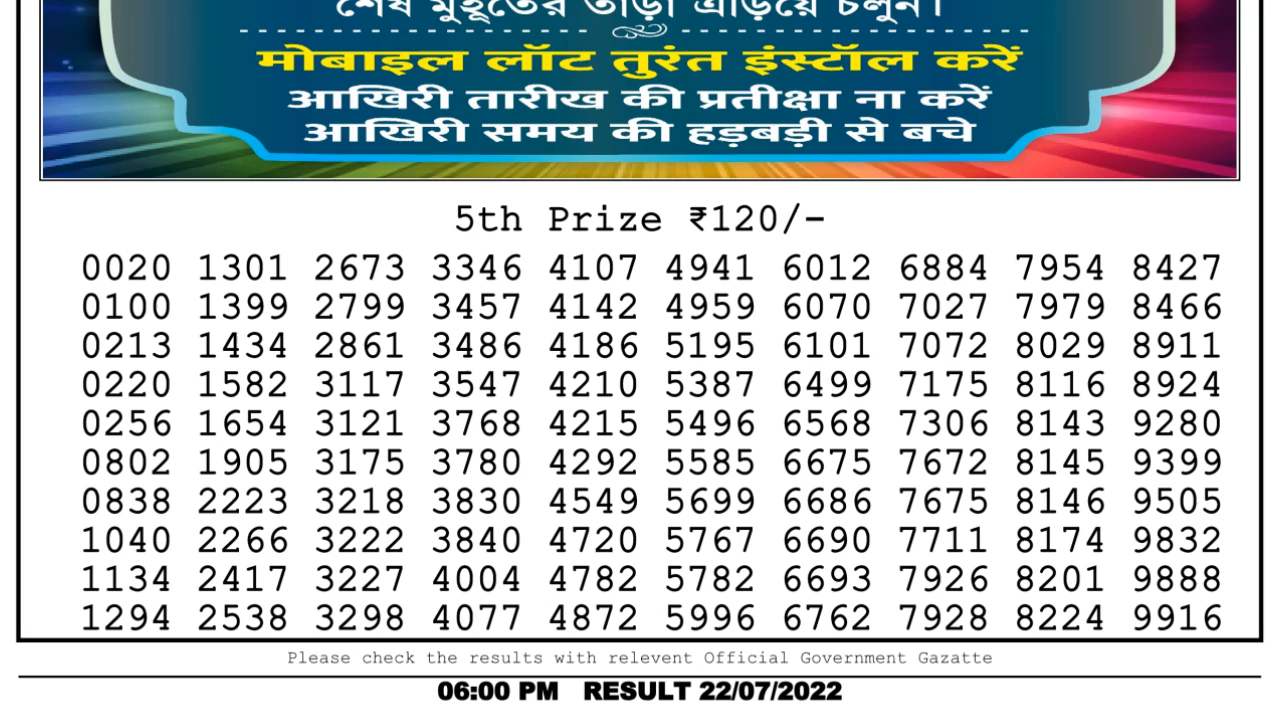 শেষ মুহূর্তের তাড়া এড়িয়ে চলুন।
मोबाइल लॉट तुरंत इंस्टॉल करें
आखिरी तारीख की प्रतीक्षा ना करें
आखिरी समय की हड़बड़ी से बचे
5th Prize ₹120/-
0020 1301 2673 3346 4107 4941 6012 6884 7954 8427
0100 1399 2799 3457 4142 4959 6070 7027 7979 8466
0213 1434 2861 3486 4186 5195 6101 7072 8029 8911
0220 1582 3117 3547 4210 5387 6499 7175 8116 8924
0256 1654 3121 3768 4215 5496 6568 7306 8143 9280
0802 1905 3175 3780 4292 5585 6675 7672 8145 9399
0838 2223 3218 3830 4549 5699 6686 7675 8146 9505
1040 2266 3222 3840 4720 5767 6690 7711 8174 9832
1134 2417 3227 4004 4782 5782 6693 7926 8201 9888
1294 2538 3298 4077 4872 5996 6762 7928 8224 9916
Please check the results with relevent Official Government Gazatte
06:00 PM RESULT 22/07/2022